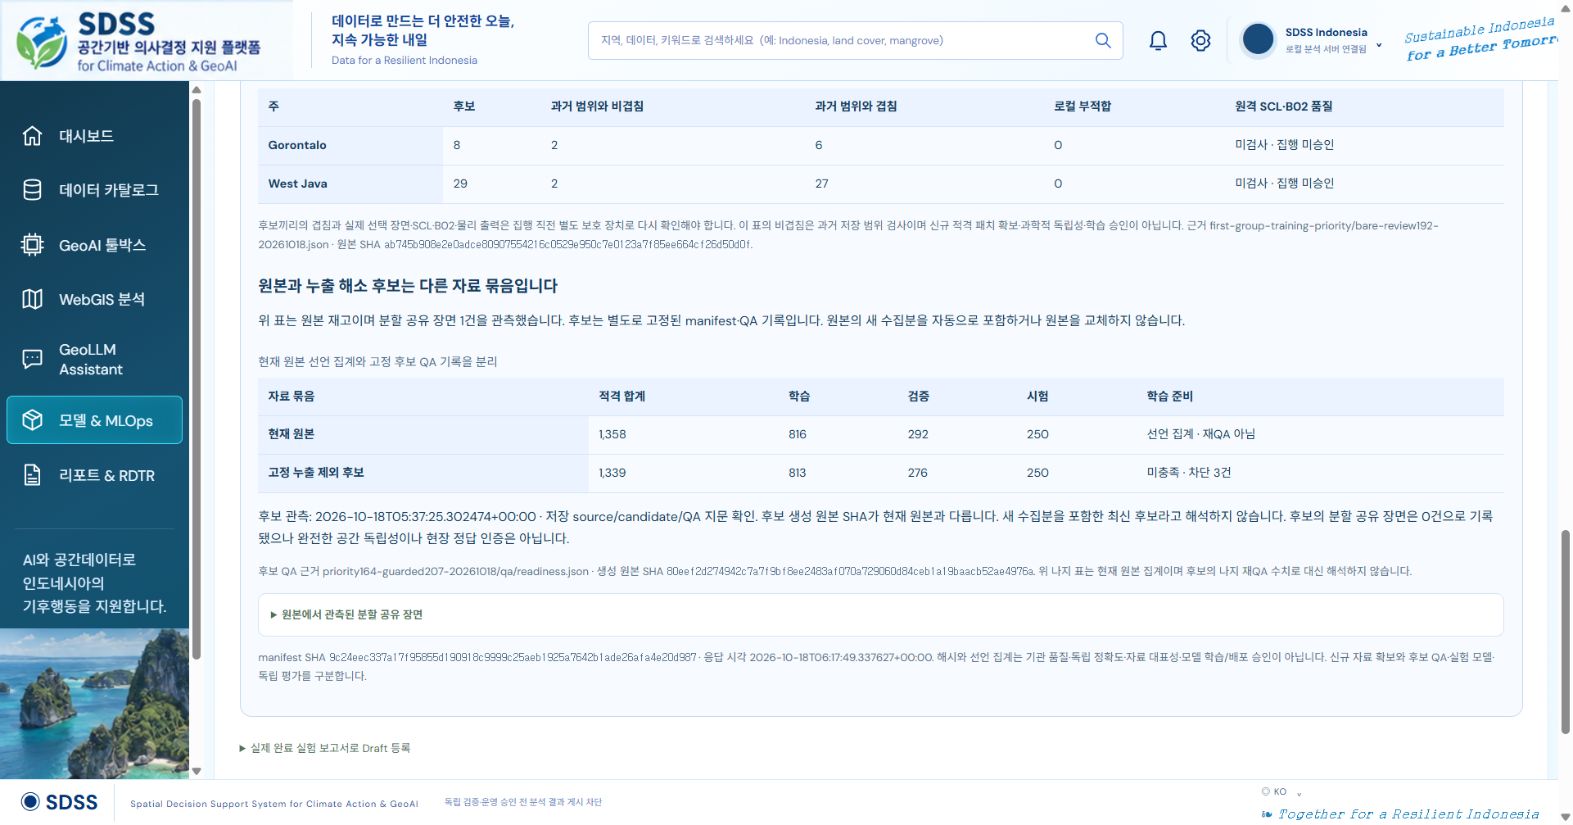 SDSS
공간기반 의사결정 지원 플랫폼
for Climate Action & GeoAI
데이터로 만드는 더 안전한 오늘,
지속 가능한 내일
Data for a Resilient Indonesia
지역, 데이터, 키워드로 검색하세요 (예: Indonesia, land cover, mangrove)
SDSS Indonesia
로컬 분석 서버 연결됨
Sustainable Indonesia
for a Better Tomorr
대시보드
데이터 카탈로그
GeoAI 툴박스
WebGIS 분석
GeoLLM
Assistant
모델 & MLOps
리포트 & RDTR
AI와 공간데이터로
인도네시아의
기후행동을 지원합니다.
주 후보 과거 범위와 비겹침 과거 범위와 겹침 로컬 부적합 원격 SCL·B02 품질
Gorontalo 8 2 6 0 미검사 · 집행 미승인
West Java 29 2 27 0 미검사 · 집행 미승인
후보끼리의 겹침과 실제 선택 장면·SCL·B02·물리 출력은 집행 직전 별도 보호 장치로 다시 확인해야 합니다. 이 표의 비겹침은 과거 저장 범위 검사이며 신규 적격 패치 확보·과학적 독립성·학습 승인이 아닙니다. 근거 first-group-training-priority/bare-review192-
20261018.json · 원본 SHA ab745b908e2e0adce80907554216c0529e950c7e0123a7f85ee664cf26d50d0f.
원본과 누출 해소 후보는 다른 자료 묶음입니다
위 표는 원본 재고이며 분할 공유 장면 1건을 관측했습니다. 후보는 별도로 고정된 manifest·QA 기록입니다. 원본의 새 수집분을 자동으로 포함하거나 원본을 교체하지 않습니다.
현재 원본 선언 집계와 고정 후보 QA 기록을 분리
자료 묶음 적격 합계 학습 검증 시험 학습 준비
현재 원본 1,358 816 292 250 선언 집계 · 재QA 아님
고정 누출 제외 후보 1,339 813 276 250 미충족 · 차단 3건
후보 관측: 2026-10-18T05:37:25.302474+00:00 · 저장 source/candidate/QA 지문 확인. 후보 생성 원본 SHA가 현재 원본과 다릅니다. 새 수집분을 포함한 최신 후보라고 해석하지 않습니다. 후보의 분할 공유 장면은 0건으로 기록
됐으나 완전한 공간 독립성이나 현장 정답 인증은 아닙니다.
후보 QA 근거 priority164-guarded207-20261018/qa/readiness.json · 생성 원본 SHA 80eef2d274942c7a7f9bf8ee2483af070a729060d84ceb1a19baacb52ae4976a. 위 나지 표는 현재 원본 집계이며 후보의 나지 재QA 수치로 대신 해석하지 않습니다.
▶ 원본에서 관측된 분할 공유 장면
manifest SHA 9c24eec337a17f95855d190918c9999c25aeb1925a7642b1ade26afa4e20d987 · 응답 시각 2026-10-18T06:17:49.337627+00:00. 해시와 선언 집계는 기관 품질·독립 정확도·자료 대표성·모델 학습/배포 승인이 아닙니다. 신규 자료 확보와 후보 QA·실험 모델·
독립 평가를 구분합니다.
▶ 실제 완료 실험 보고서로 Draft 등록
SDSS
Spatial Decision Support System for Climate Action & GeoAI
독립 검증·운영 승인 전 분석 결과 게시 차단
KO
Together for a Resilient Indonesia